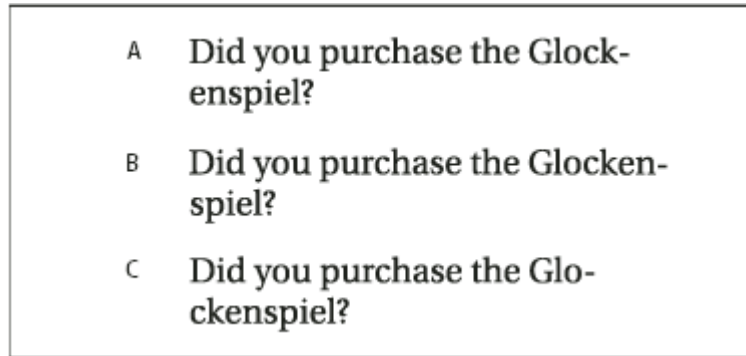 A Did you purchase the Glock-
enspiel?
B Did you purchase the Glocken-
spiel?
C Did you purchase the Glo-
ckenspiel?